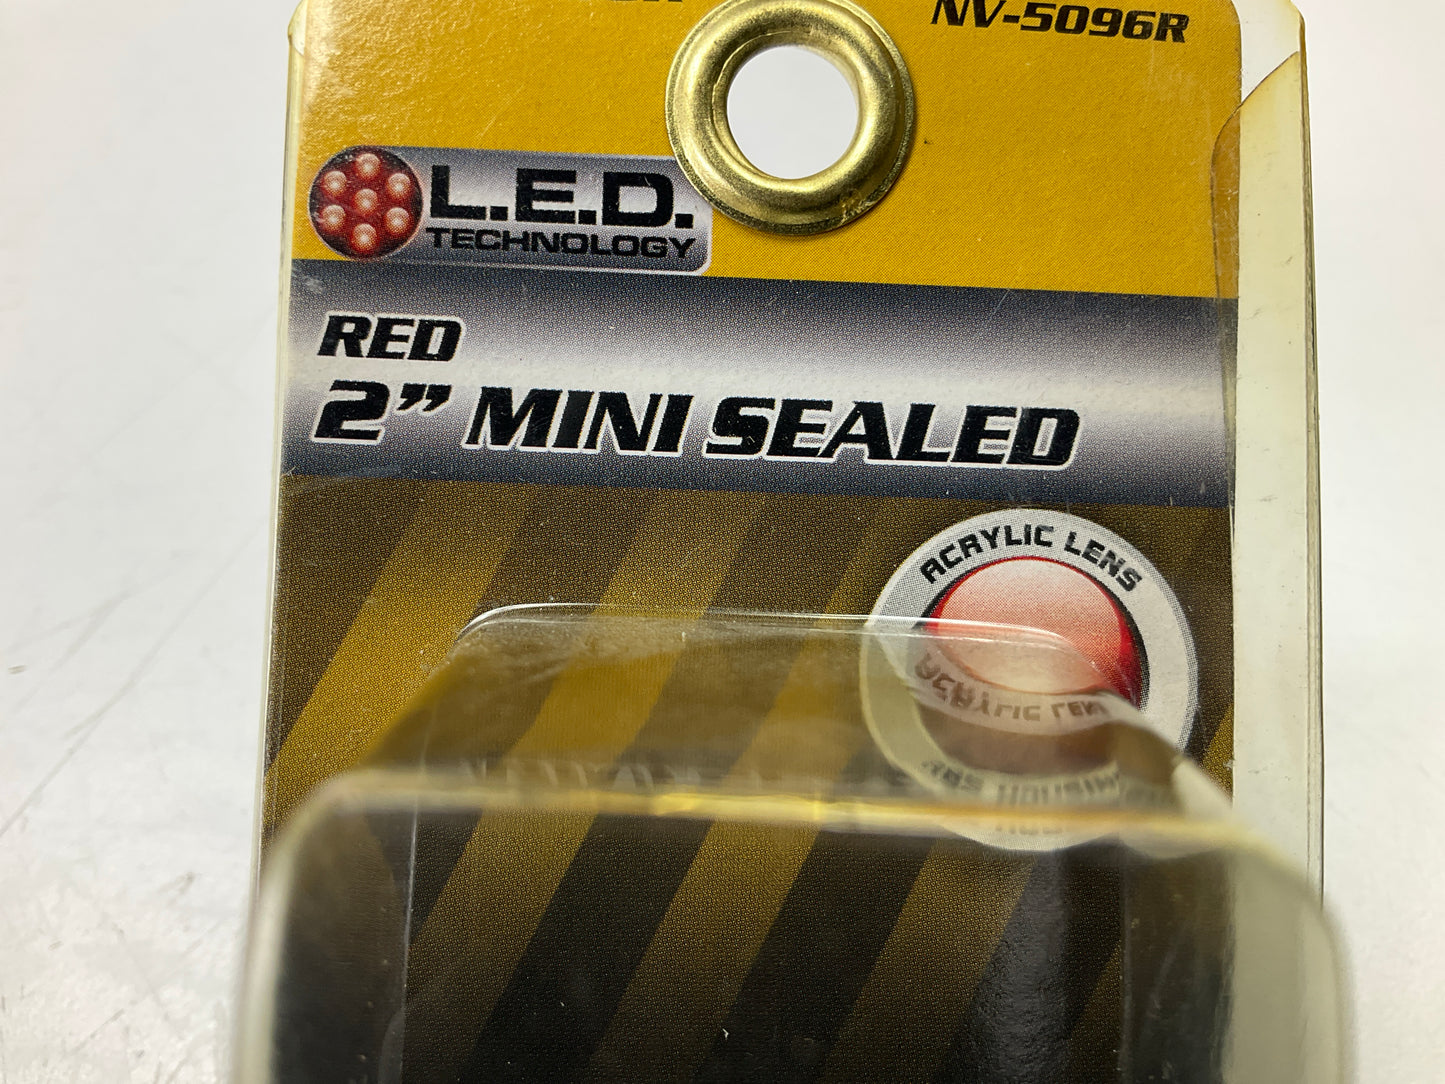 NV-5096R
L.E.D.
TECHNOLOGY
RED
2” MINI SEALED
ACRYLIC LENS